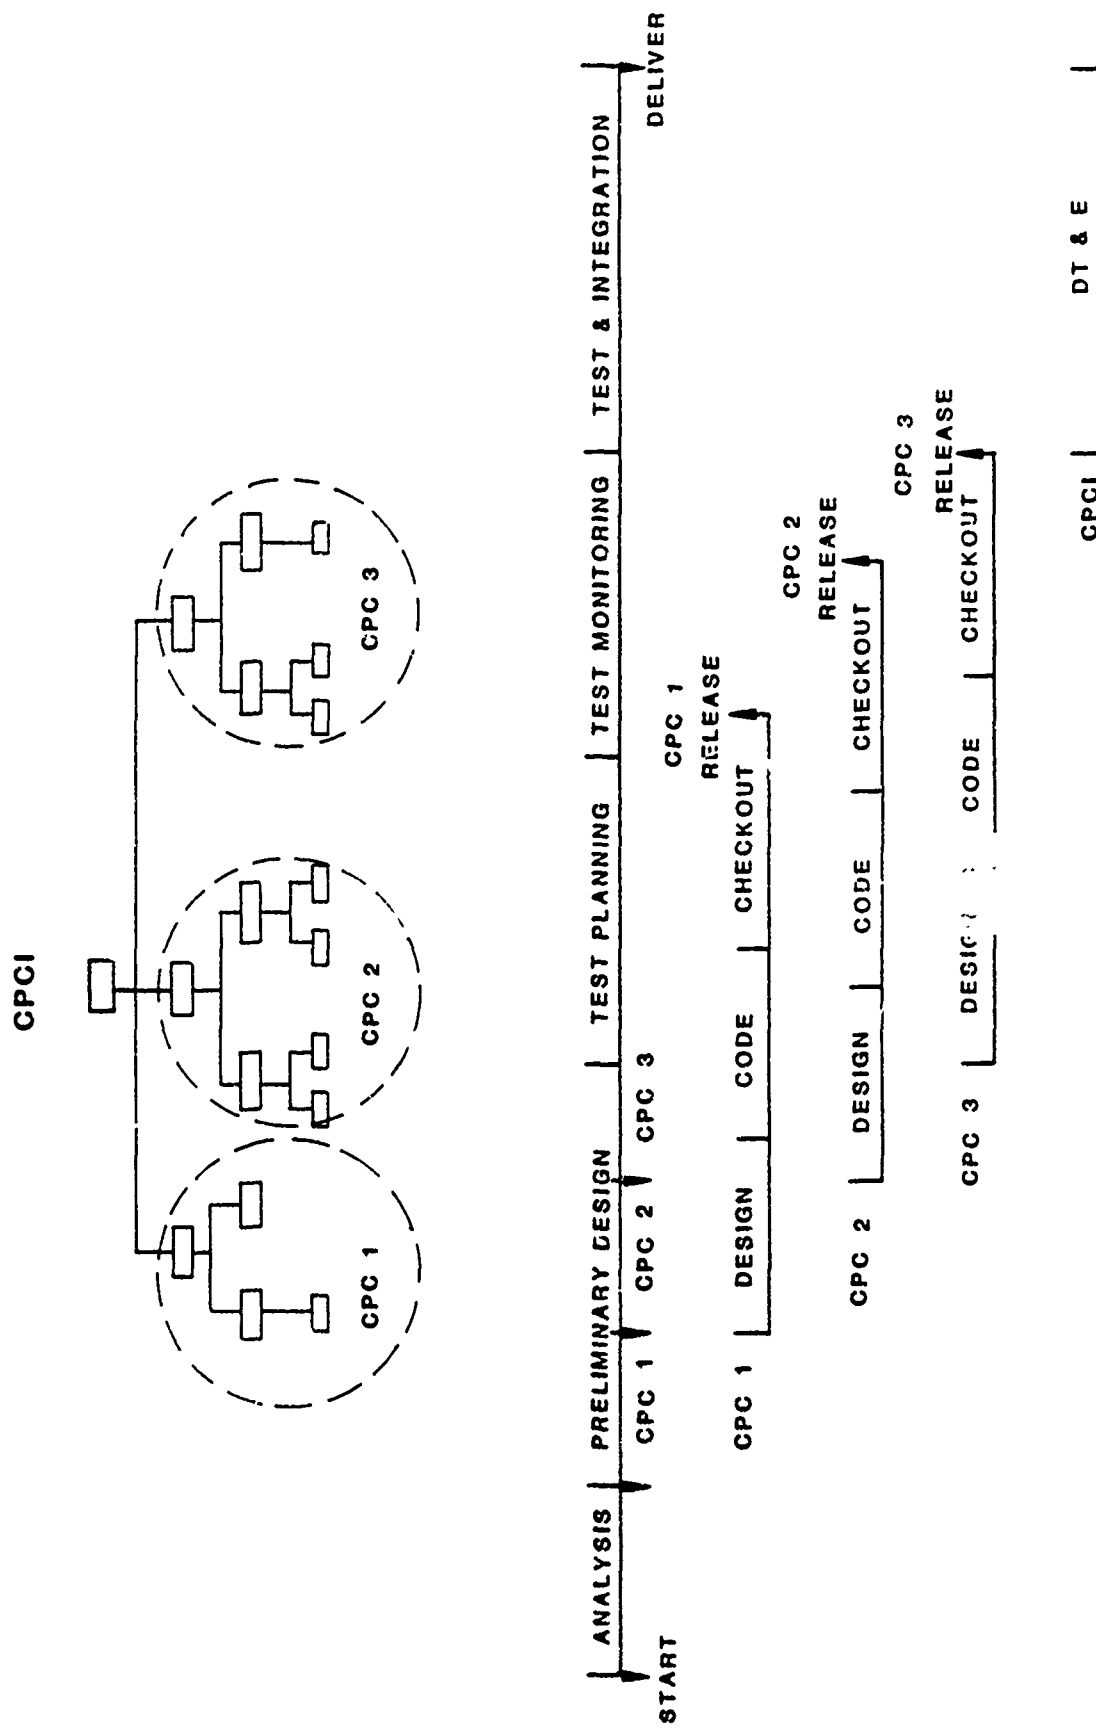 CPCI
CPC 1
CPC 2
CPC 3
ANALYSIS
PRELIMINARY DESIGN
TEST PLANNING
TEST MONITORING
TEST & INTEGRATION
START
CPC 1
CPC 2
CPC 3
DELIVER
CPC 1
RELEASE
CPC 1
DESIGN
CODE
CHECKOUT
CPC 2
RELEASE
CPC 2
DESIGN
CODE
CHECKOUT
CPC 3
RELEASE
CPC 3
DESIGN
CODE
CHECKOUT
CPCI
DT & E